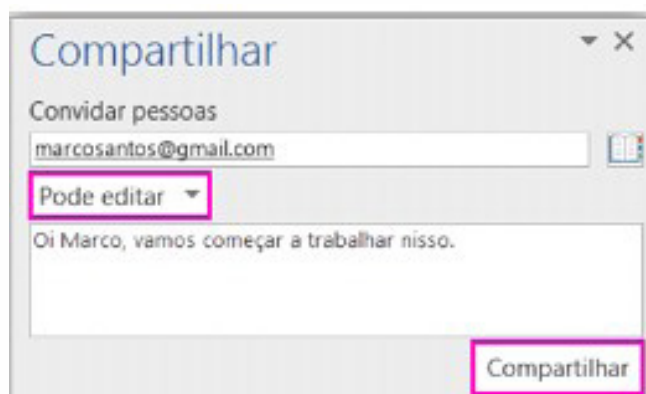 Compartilhar
Convidar pessoas
marcosantos@gmail.com
Pode editar
Oi Marco, vamos começar a trabalhar nisso.
Compartilhar